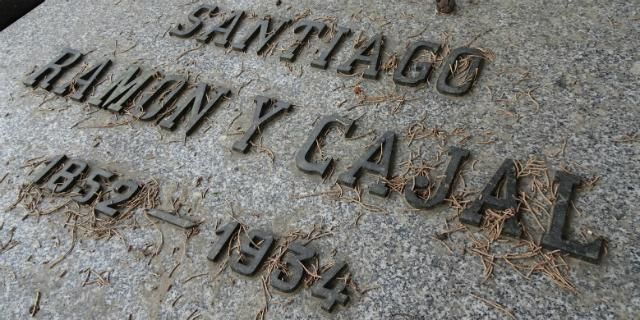 SANTIAGO
RAMON Y CAJAL
1852 - 1934